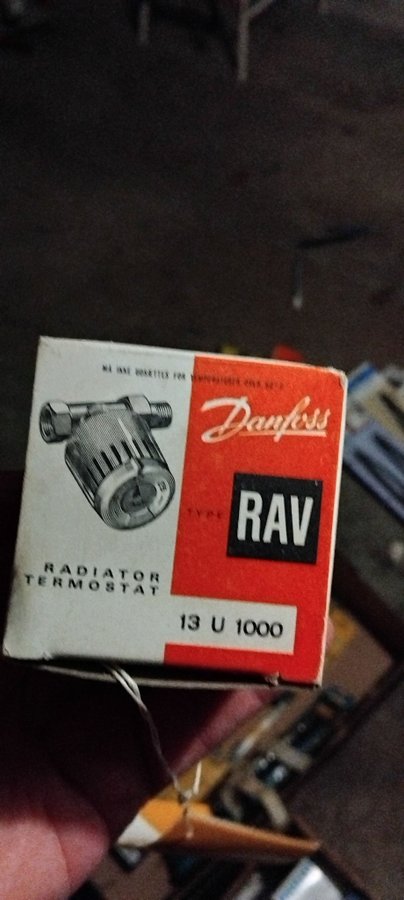 Danfoss
TYPE
RAV
RADIATOR
TERMOSTAT
13 U 1000